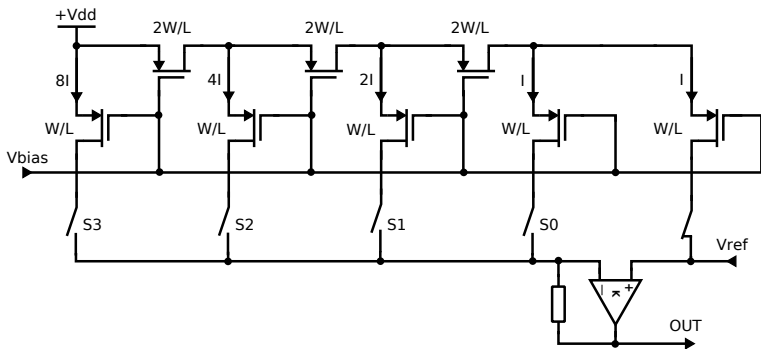 +Vdd
2W/L
2W/L
2W/L
8I
4I
2I
I
I
W/L
W/L
W/L
W/L
W/L
Vbias
S3
S2
S1
S0
Vref
− K +
OUT